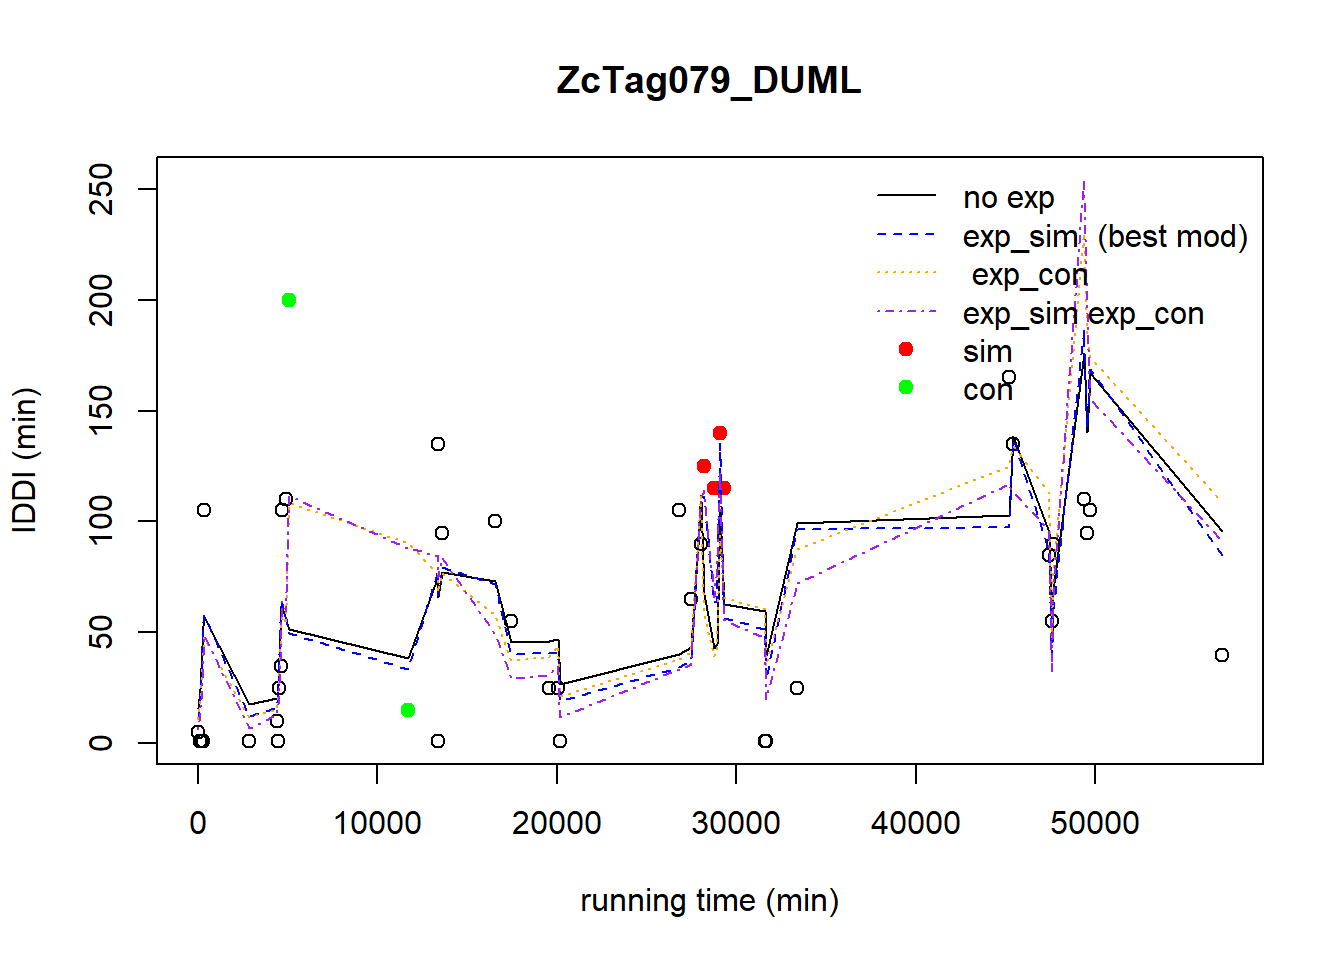 ZcTag079_DUML
IDDI (min)
250
200
150
100
50
0
no exp
exp_sim (best mod)
exp_con
exp_sim exp_con
sim
con
0 10000 20000 30000 40000 50000
running time (min)